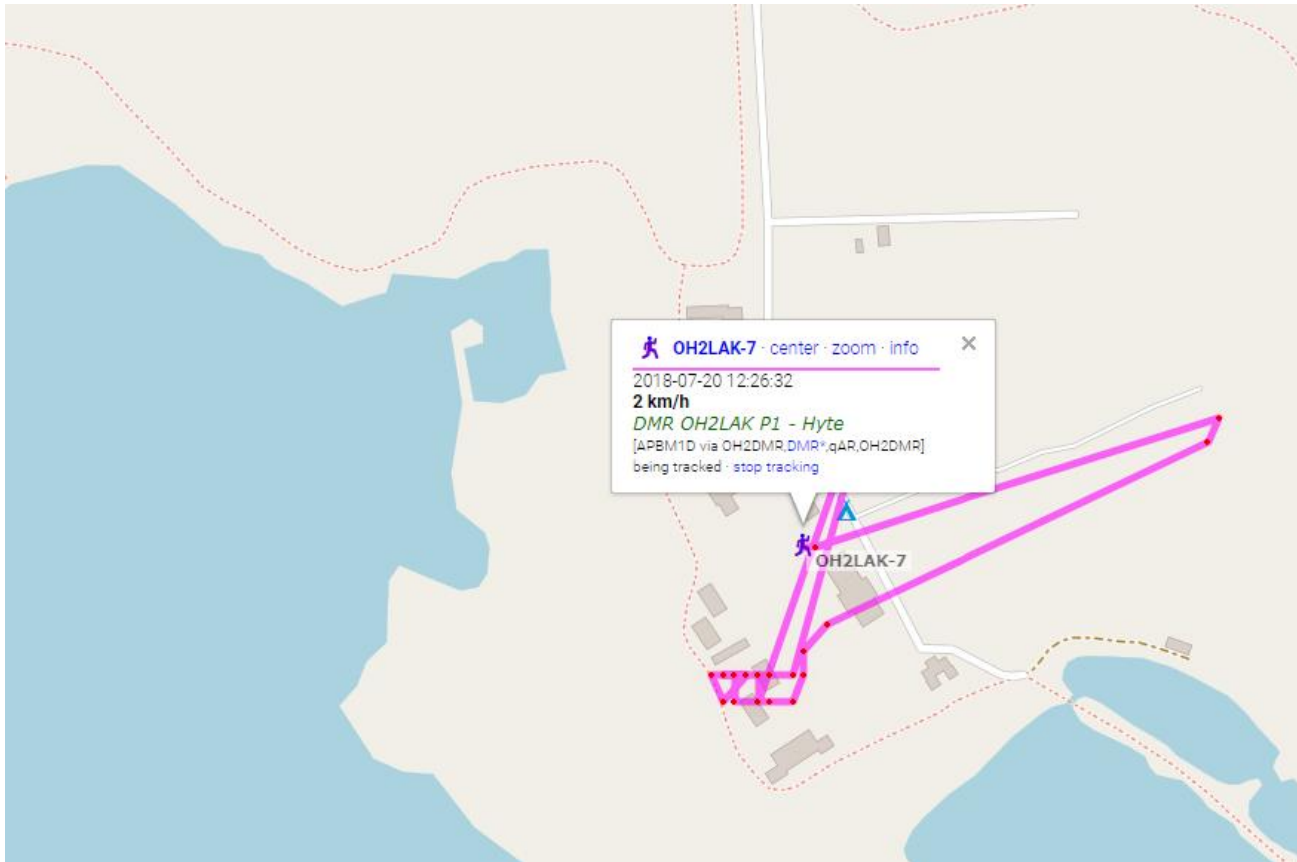 OH2LAK-7 · center · zoom · info ×
2018-07-20 12:26:32
2 km/h
DMR OH2LAK P1 - Hyte
[APBM1D via OH2DMR,DMR*,qAR,OH2DMR]
being tracked · stop tracking
OH2LAK-7